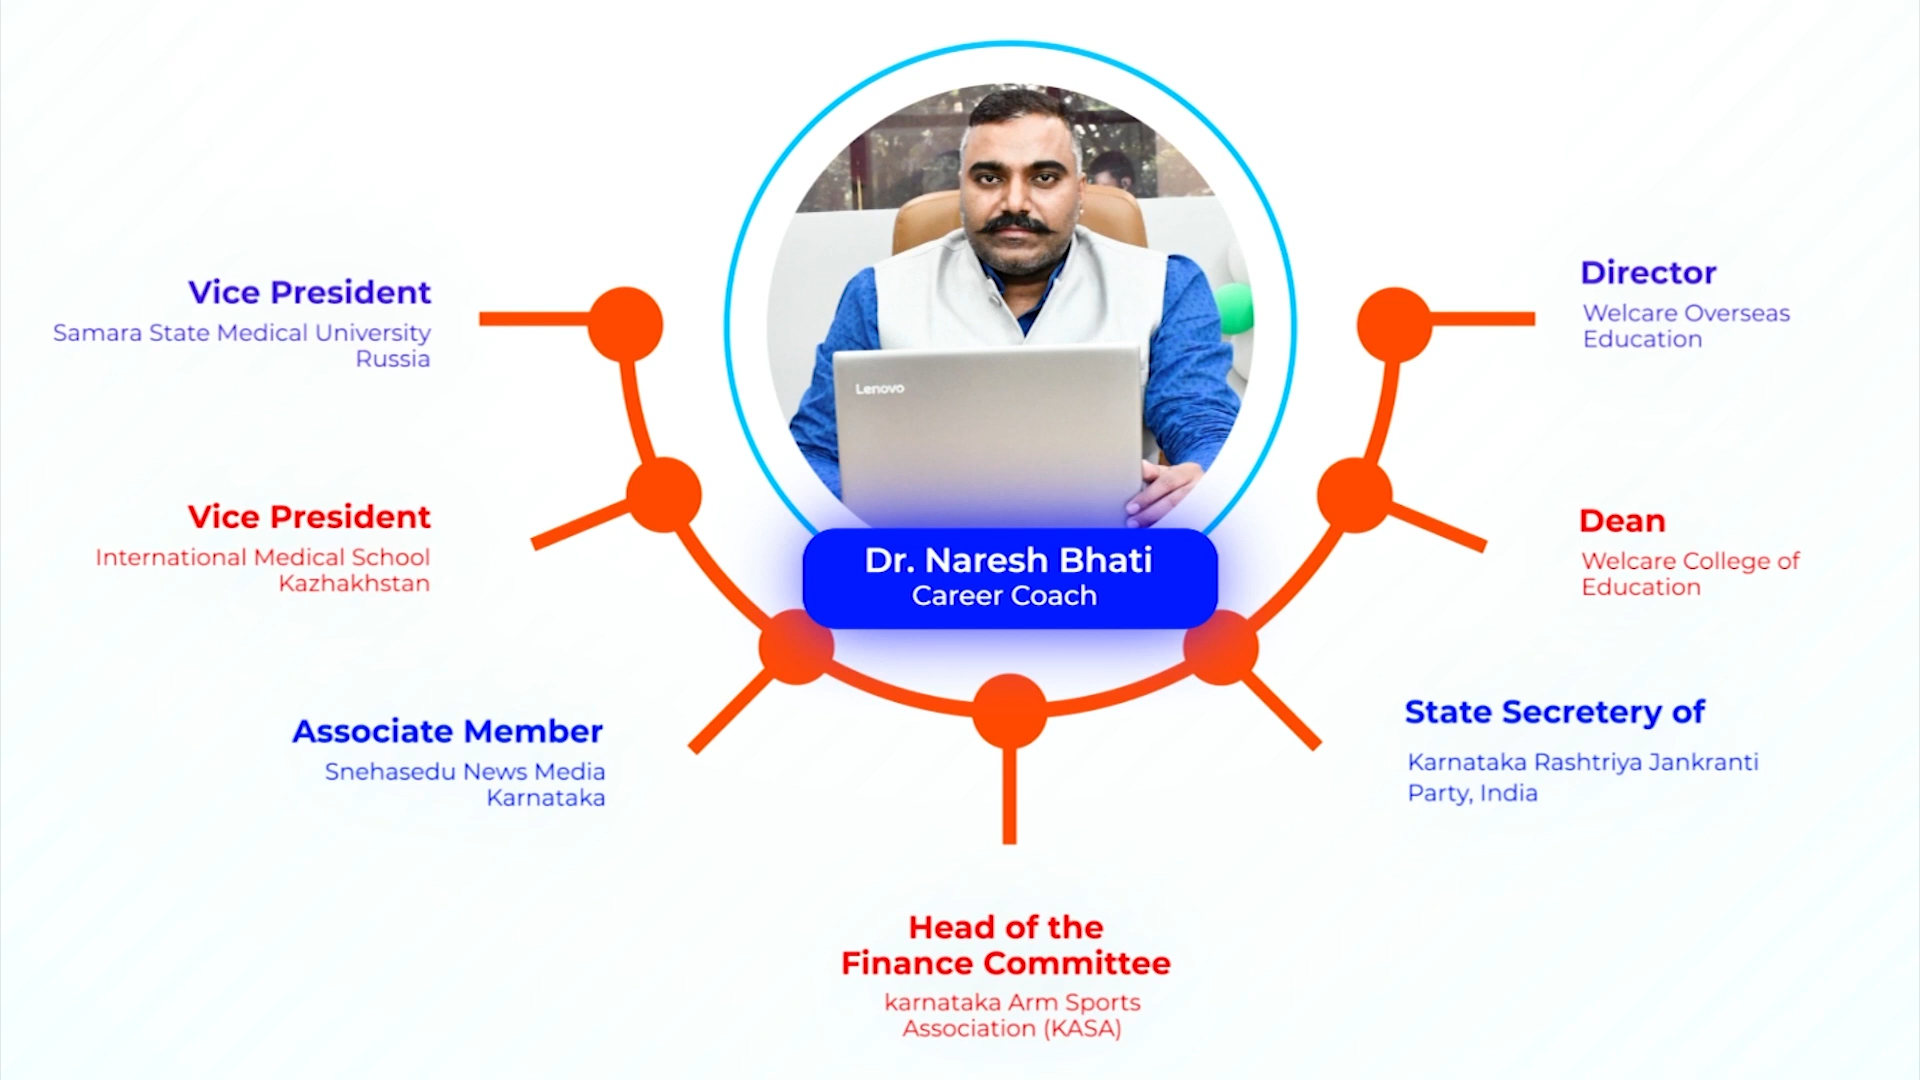 Lenovo
Dr. Naresh Bhati
Career Coach
Vice President
Samara State Medical University
Russia
Vice President
International Medical School
Kazhakhstan
Associate Member
Snehasedu News Media
Karnataka
Head of the
Finance Committee
karnataka Arm Sports
Association (KASA)
Director
Welcare Overseas
Education
Dean
Welcare College of
Education
State Secretery of
Karnataka Rashtriya Jankranti
Party, India